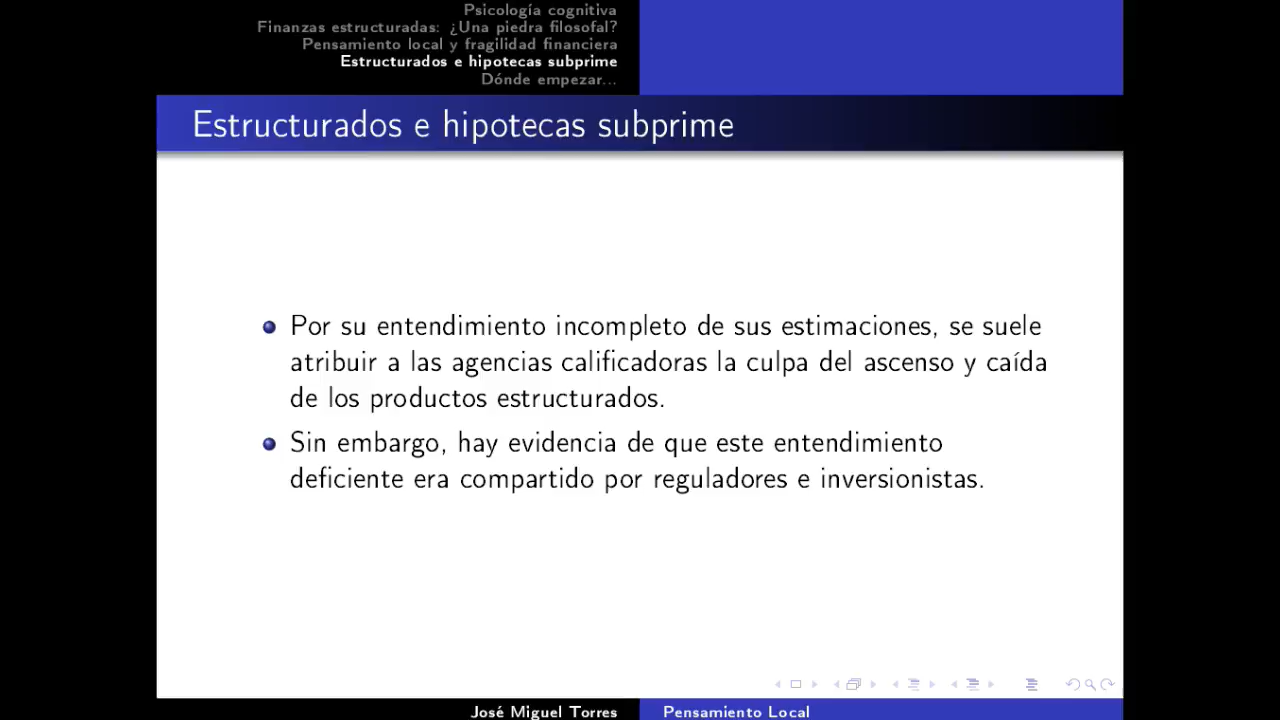 Psicología cognitiva
Finanzas estructuradas: ¿Una piedra filosofal?
Pensamiento local y fragilidad financiera
Estructurados e hipotecas subprime
Dónde empezar...
Estructurados e hipotecas subprime
Por su entendimiento incompleto de sus estimaciones, se suele
atribuir a las agencias calificadoras la culpa del ascenso y caída
de los productos estructurados.
Sin embargo, hay evidencia de que este entendimiento
deficiente era compartido por reguladores e inversionistas.
José Miguel Torres
Pensamiento Local